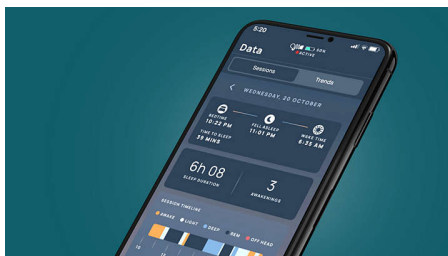 5:20
Data
50%
ACTIVE
Sessions
Trends
WEDNESDAY, 20 OCTOBER
BEDTIME
10:22 PM
FELL ASLEEP
11:01 PM
WAKE TIME
6:35 AM
TIME TO SLEEP
39 MINS
6h 08
SLEEP DURATION
3
AWAKENINGS
SESSION TIMELINE
AWAKE LIGHT DEEP REM OFF HEAD